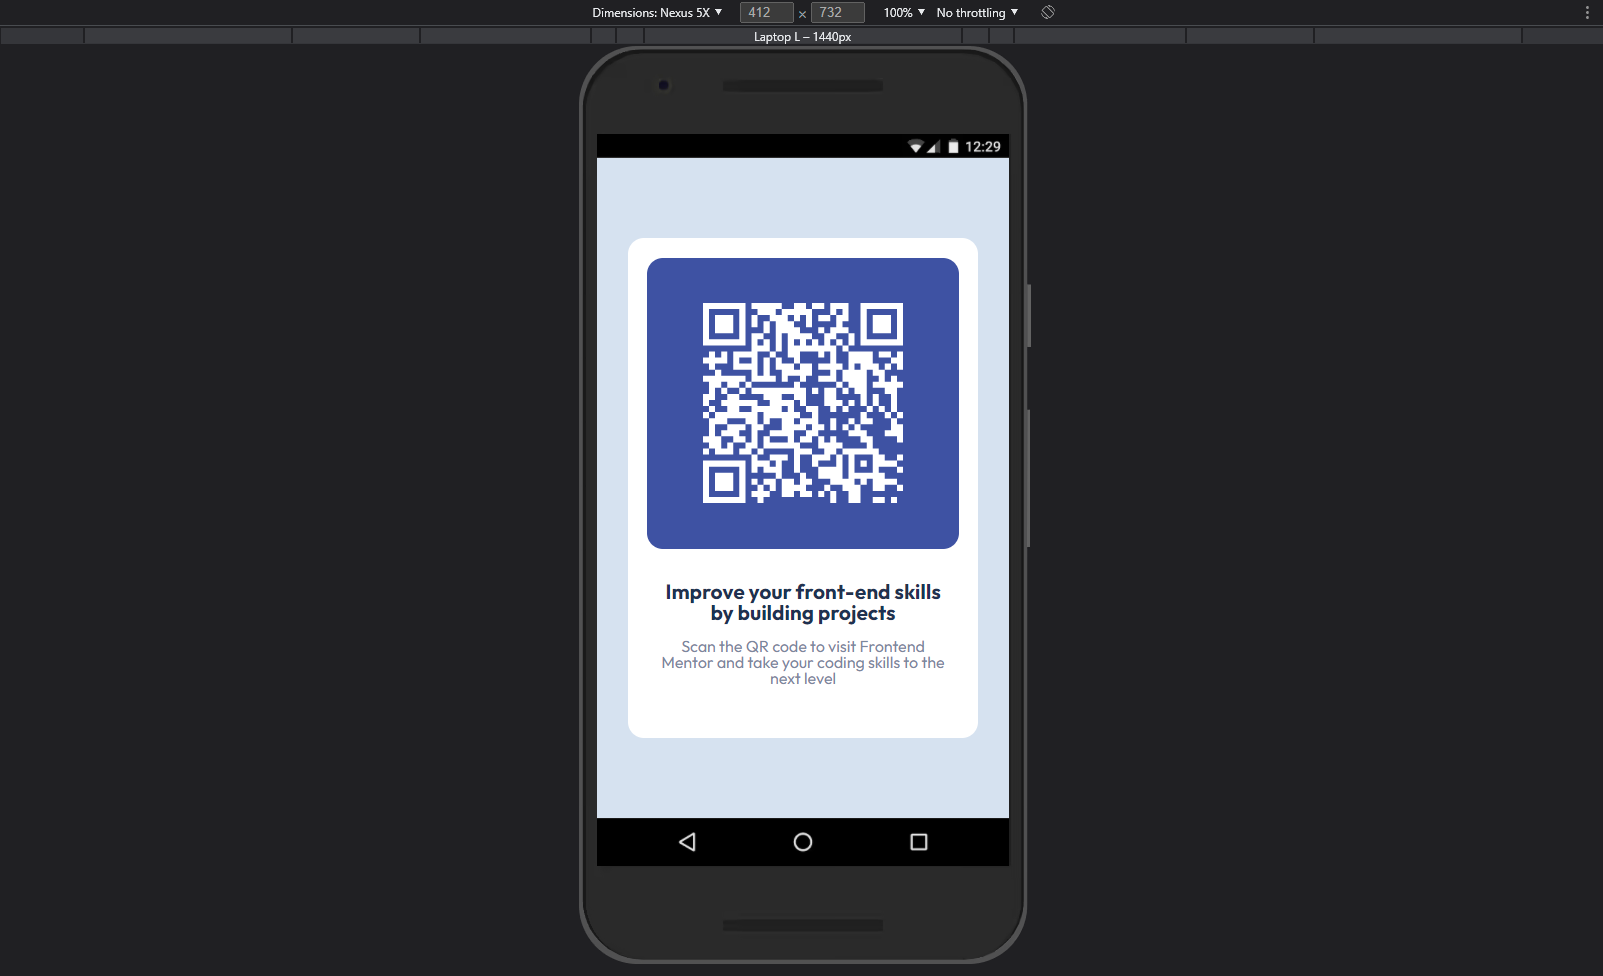 Dimensions: Nexus 5X 412 × 732 100% No throttling
Laptop L – 1440px
12:29
Improve your front-end skills
by building projects
Scan the QR code to visit Frontend
Mentor and take your coding skills to the
next level